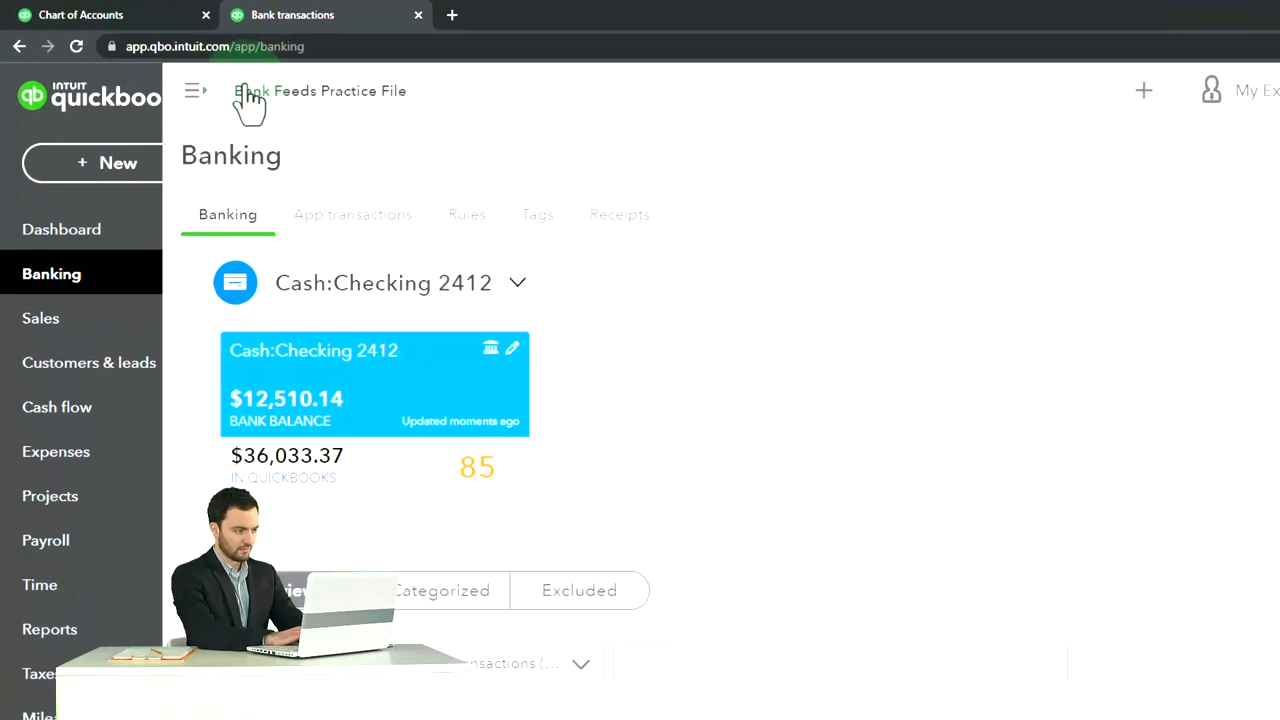 Chart of Accounts
Bank transactions
app.qbo.intuit.com/app/banking
INTUIT
qb
quickboo
Bank Feeds Practice File
My Ex
+ New
Banking
Banking
App transactions
Rules
Tags
Receipts
Dashboard
Banking
Sales
Customers & leads
Cash flow
Expenses
Projects
Payroll
Time
Reports
Taxe
Cash:Checking 2412
Cash:Checking 2412
$12,510.14
BANK BALANCE
Updated moments ago
$36,033.37
85
IN QUICKBOOKS
Categorized
Excluded
nsactions (...